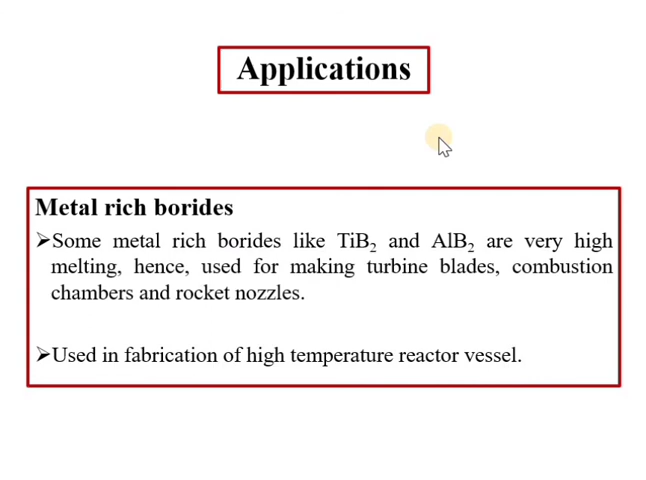 Applications
Metal rich borides
➤Some metal rich borides like TiB₂ and AlB₂ are very high
melting, hence, used for making turbine blades, combustion
chambers and rocket nozzles.
➤Used in fabrication of high temperature reactor vessel.